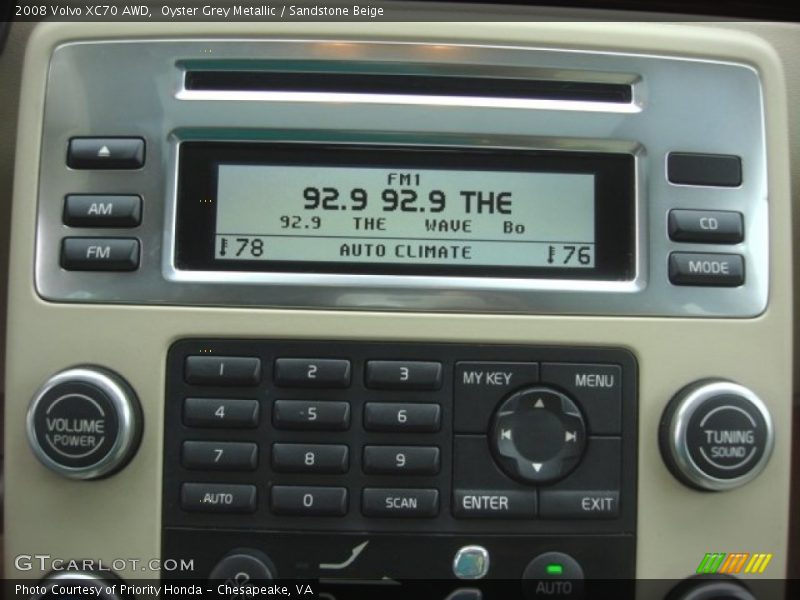 2008 Volvo XC70 AWD,  Oyster Grey Metallic / Sandstone Beige
FM1
92.9 92.9 THE
92.9 THE WAVE Bo
78 AUTO CLIMATE 76
AM
FM
CD
MODE
1 2 3
4 5 6
7 8 9
AUTO 0 SCAN
MY KEY MENU
ENTER EXIT
VOLUME
POWER
TUNING
SOUND
AUTO
GTCARLOT.COM
Photo Courtesy of Priority Honda - Chesapeake, VA